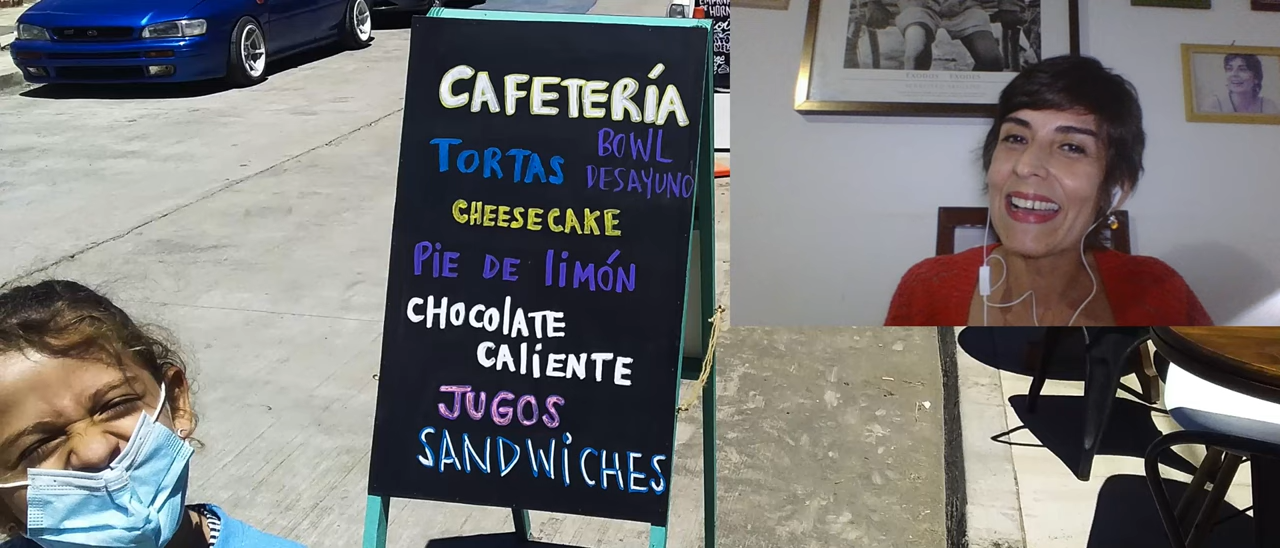 CAFETERÍA
TORTAS
BOWL
DESAYUNO
CHEESECAKE
PiE DE limÓN
CHOCOlATE
CALiENTE
JUGOS
SANDWiCHES